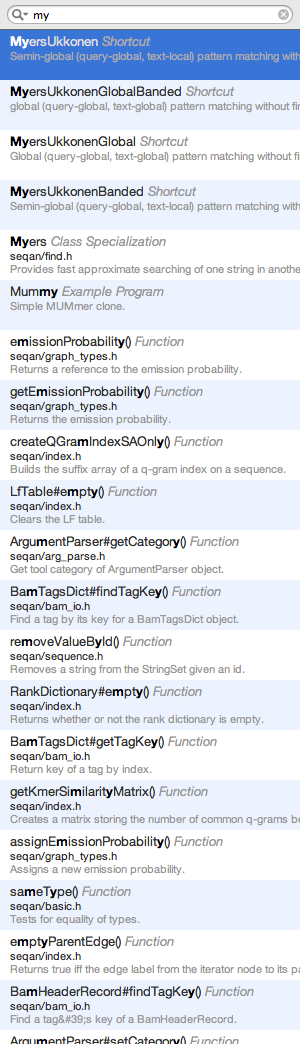 my
MyersUkkonen Shortcut
Semin-global (query-global, text-local) pattern matching with
MyersUkkonenGlobalBanded Shortcut
global (query-global, text-global) pattern matching without fi
MyersUkkonenGlobal Shortcut
Global (query-global, text-global) pattern matching without fi
MyersUkkonenBanded Shortcut
Semin-global (query-global, text-local) pattern matching with
Myers Class Specialization
seqan/find.h
Provides fast approximate searching of one string in anothe
Mummy Example Program
Simple MUMmer clone.
emissionProbability() Function
seqan/graph_types.h
Returns a reference to the emission probability.
getEmissionProbability() Function
seqan/graph_types.h
Returns the emission probability.
createQGramIndexSAOnly() Function
seqan/index.h
Builds the suffix array of a q-gram index on a sequence.
LfTable#empty() Function
seqan/index.h
Clears the LF table.
ArgumentParser#getCategory() Function
seqan/arg_parse.h
Get tool category of ArgumentParser object.
BamTagsDict#findTagKey() Function
seqan/bam_io.h
Find a tag by its key for a BamTagsDict object.
removeValueById() Function
seqan/sequence.h
Removes a string from the StringSet given an id.
RankDictionary#empty() Function
seqan/index.h
Returns whether or not the rank dictionary is empty.
BamTagsDict#getTagKey() Function
seqan/bam_io.h
Return key of a tag by index.
getKmerSimilarityMatrix() Function
seqan/index.h
Creates a matrix storing the number of common q-grams be
assignEmissionProbability() Function
seqan/graph_types.h
Assigns a new emission probability.
sameType() Function
seqan/basic.h
Tests for equality of types.
emptyParentEdge() Function
seqan/index.h
Returns true iff the edge label from the iterator node to its pa
BamHeaderRecord#findTagKey() Function
seqan/bam_io.h
Find a tag&#39;s key of a BamHeaderRecord.
ArgumentParser#setCategory() Function